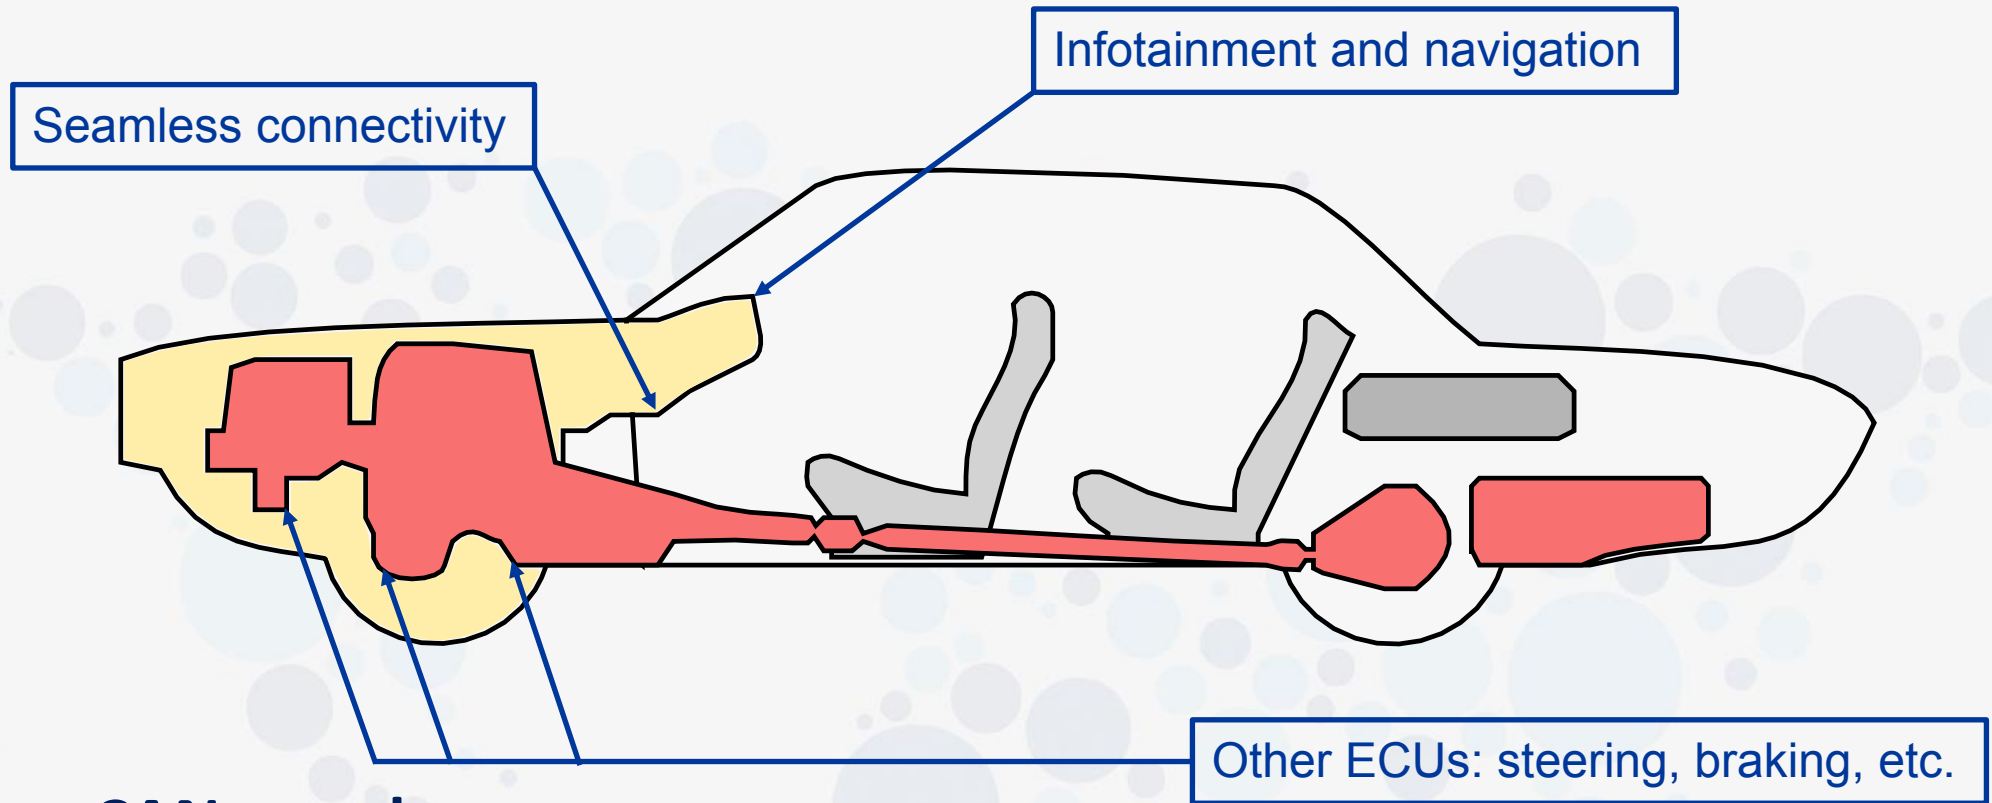 Infotainment and navigation
Seamless connectivity
Other ECUs: steering, braking, etc.